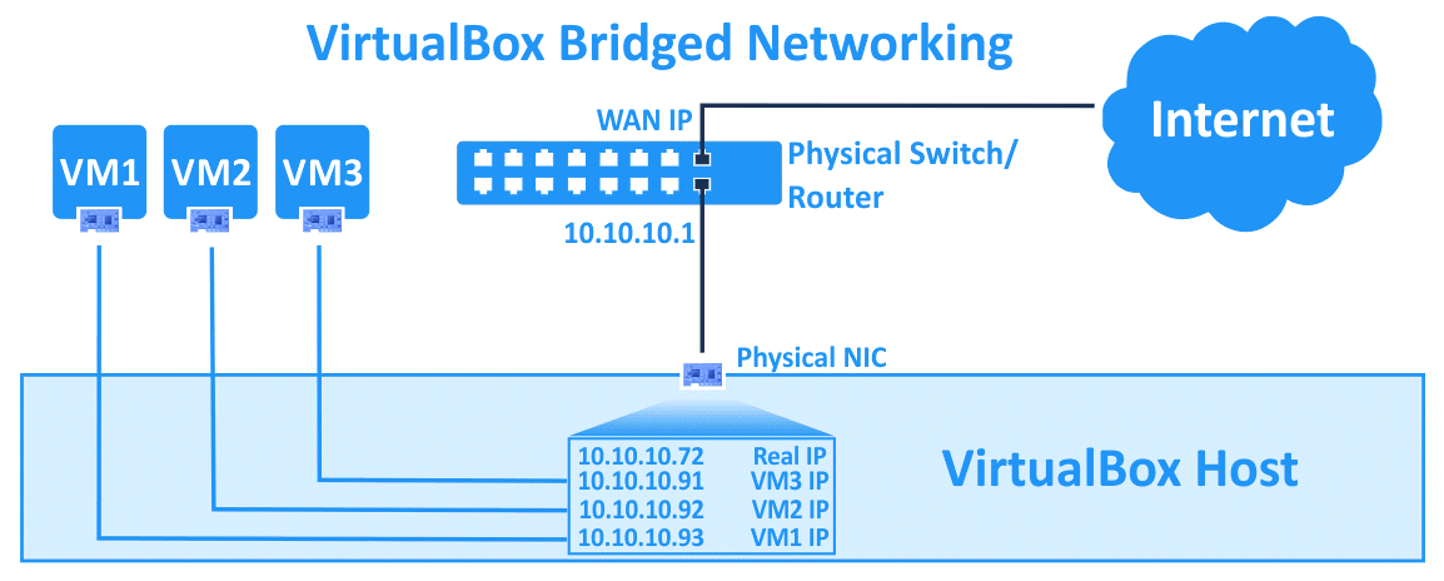 VirtualBox Bridged Networking
WAN IP
Internet
VM1 VM2 VM3
Physical Switch/
Router
10.10.10.1
Physical NIC
10.10.10.72 Real IP
10.10.10.91 VM3 IP
10.10.10.92 VM2 IP
10.10.10.93 VM1 IP
VirtualBox Host